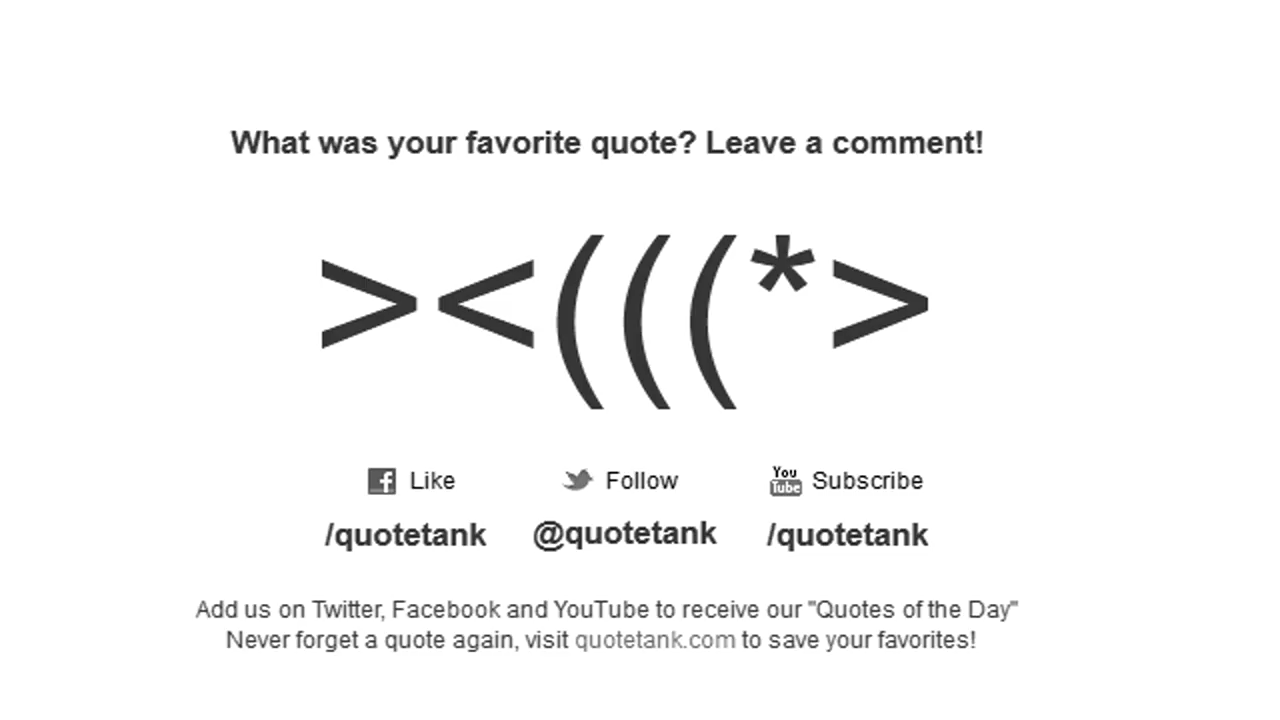 What was your favorite quote? Leave a comment!
><(((*>
f Like Follow You Tube Subscribe
/quotetank @quotetank /quotetank
Add us on Twitter, Facebook and YouTube to receive our "Quotes of the Day"
Never forget a quote again, visit quotetank.com to save your favorites!